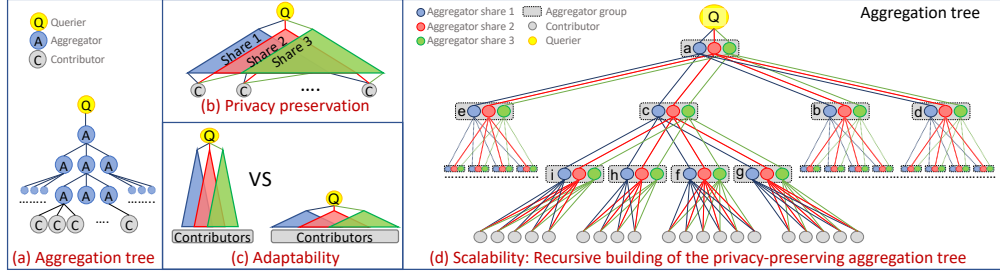 Q Querier
A Aggregator
C Contributor
Q
A
A A A
A A A
........ ........
C C C .... C
(a) Aggregation tree
Q
Share 1
Share 2
Share 3
C C .... C
(b) Privacy preservation
Q
VS
Q
Contributors Contributors
(c) Adaptability
Aggregator share 1 Aggregator group
Aggregator share 2 Contributor
Aggregator share 3 Querier
Q
Aggregation tree
a
e c b d
i h f g
(d) Scalability: Recursive building of the privacy-preserving aggregation tree